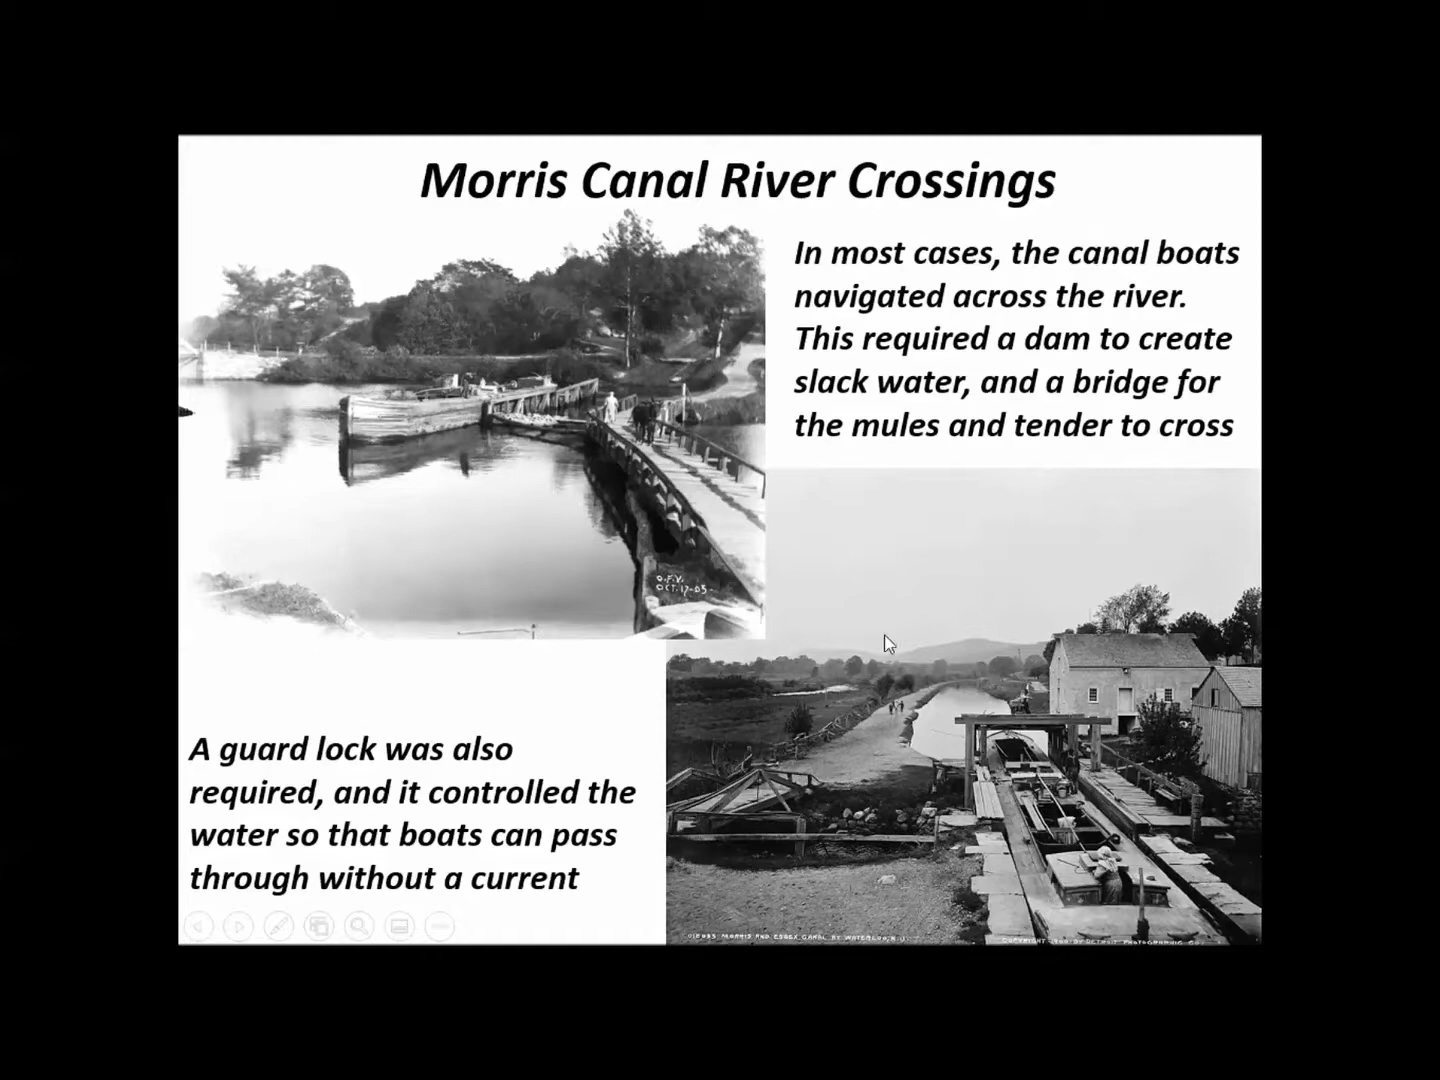 Morris Canal River Crossings
In most cases, the canal boats
navigated across the river.
This required a dam to create
slack water, and a bridge for
the mules and tender to cross
O.F.V.
OCT. 17-05
A guard lock was also
required, and it controlled the
water so that boats can pass
through without a current
MORRIS AND ESSEX CANAL AT WATERLOO, N.J.
COPYRIGHT BY DETROIT PHOTOGRAPHIC CO.